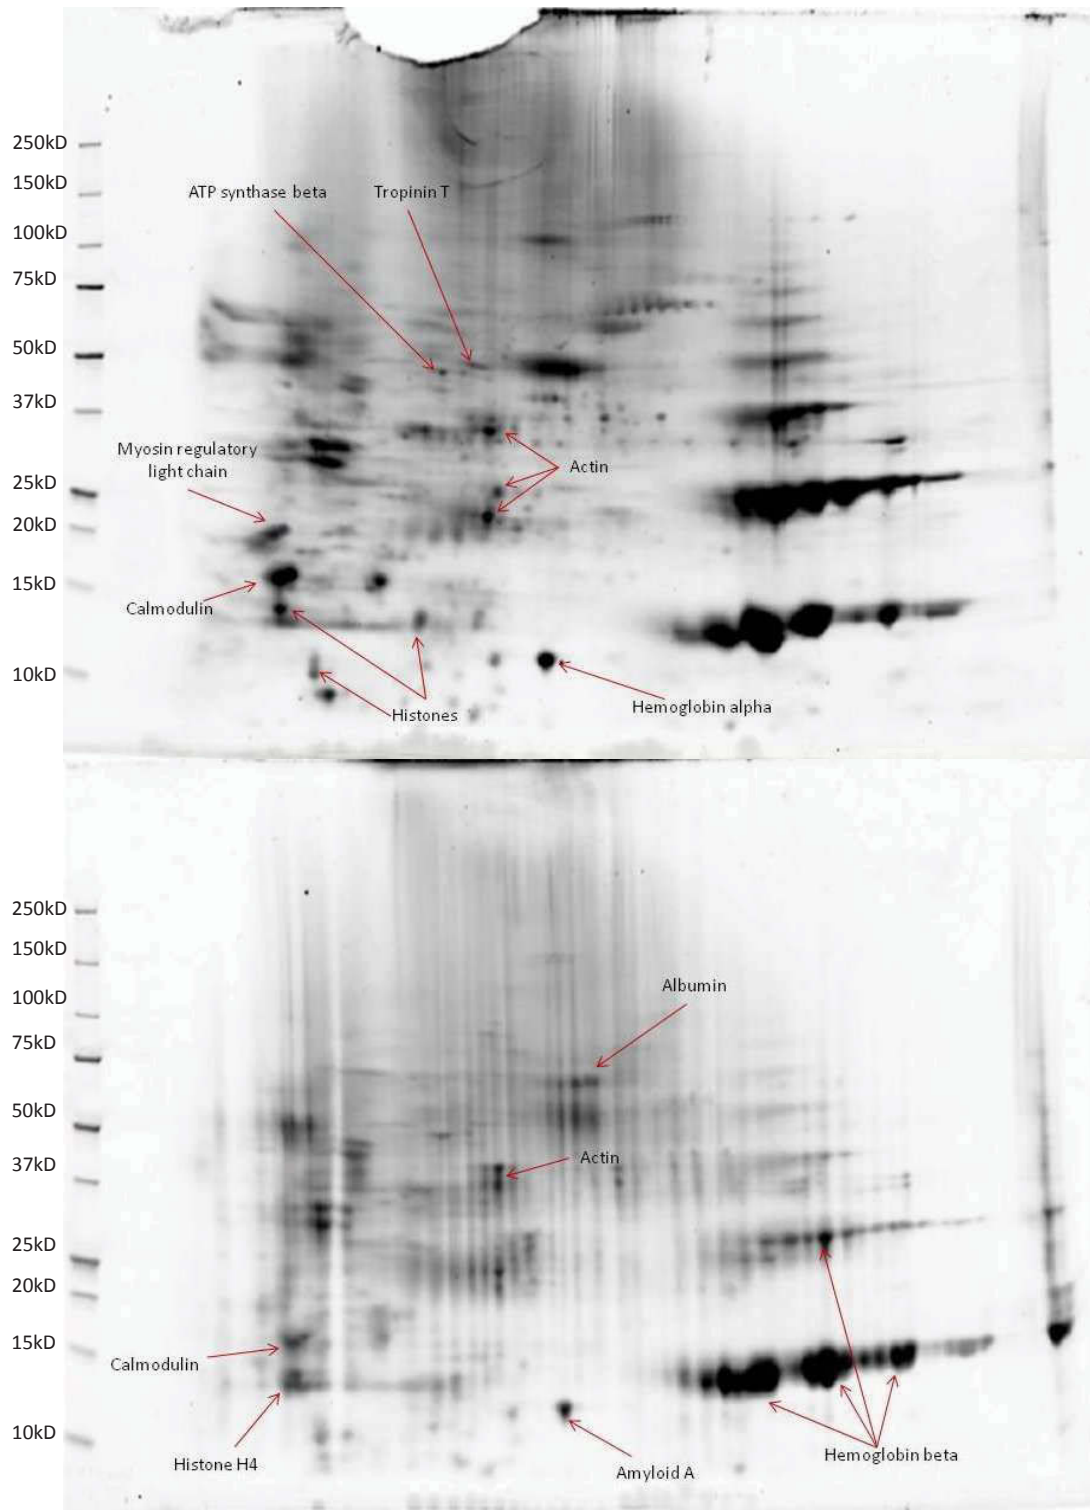 250kD
150kD
ATP synthase beta
Tropinin T
100kD
75kD
50kD
37kD
Myosin regulatory
light chain
Actin
25kD
20kD
15kD
Calmodulin
10kD
Hemoglobin alpha
Histones
250kD
150kD
Albumin
100kD
75kD
50kD
Actin
37kD
25kD
20kD
15kD
Calmodulin
10kD
Hemoglobin beta
Histone H4
Amyloid A